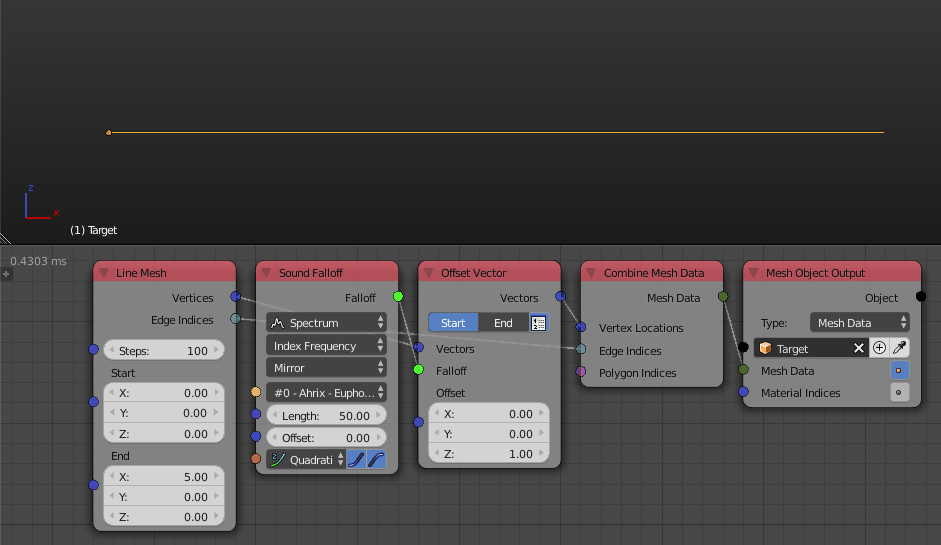 z
x
(1) Target
0.4303 ms
Line Mesh
Vertices
Edge Indices
Steps: 100
Start
X: 0.00
Y: 0.00
Z: 0.00
End
X: 5.00
Y: 0.00
Z: 0.00
Sound Falloff
Falloff
Spectrum
Index Frequency
Mirror
#0 - Ahrix - Eupho...
Length: 50.00
Offset: 0.00
Quadrati
Offset Vector
Vectors
Start End
Vectors
Falloff
Offset
X: 0.00
Y: 0.00
Z: 1.00
Combine Mesh Data
Mesh Data
Vertex Locations
Edge Indices
Polygon Indices
Mesh Object Output
Object
Type: Mesh Data
Target
Mesh Data
Material Indices